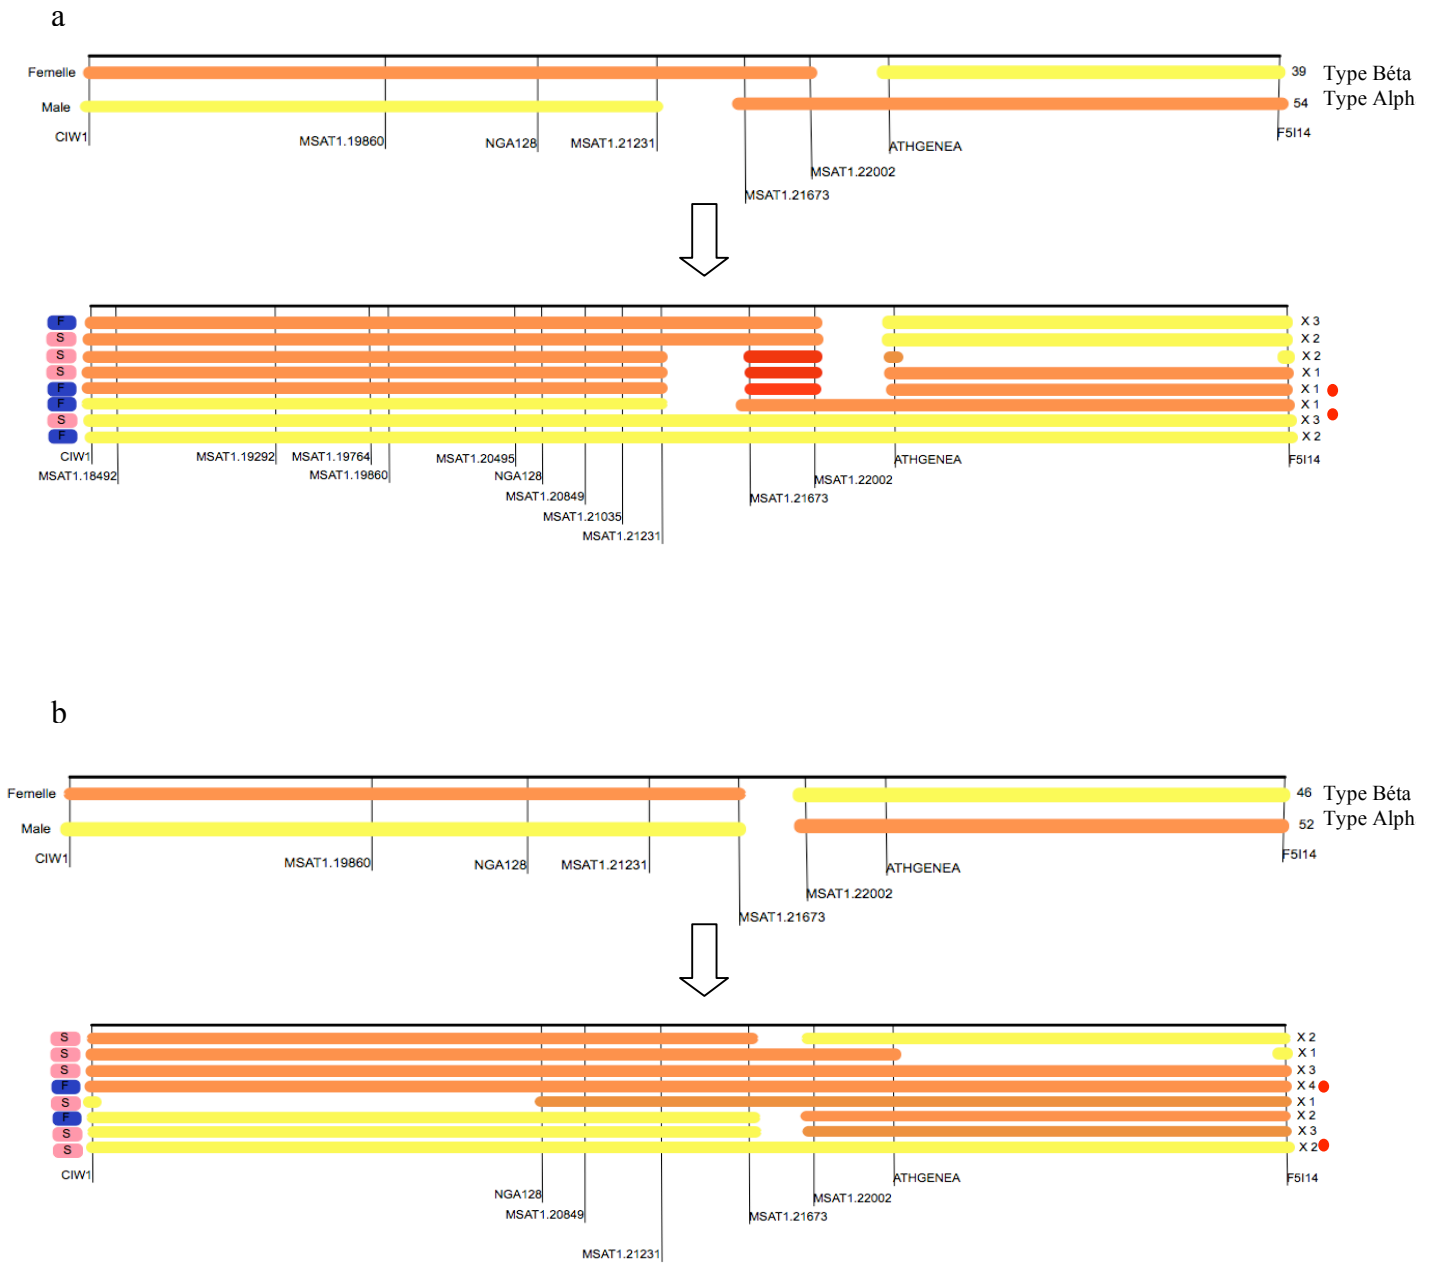 a
Femelle 39 Type Béta
Male 54 Type Alph
CIW1 MSAT1.19860 NGA128 MSAT1.21231 ATHGENEA F5I14
MSAT1.22002
MSAT1.21673
F X 3
S X 2
S X 2
S X 1
F X 1
F X 1
S X 3
F X 2
CIW1 MSAT1.19292 MSAT1.19764 MSAT1.20495 ATHGENEA F5I14
MSAT1.18492 MSAT1.19860 NGA128 MSAT1.22002
MSAT1.20849 MSAT1.21673
MSAT1.21035
MSAT1.21231
b
Femelle 46 Type Béta
Male 52 Type Alph
CIW1 MSAT1.19860 NGA128 MSAT1.21231 ATHGENEA F5I14
MSAT1.22002
MSAT1.21673
S X 2
S X 1
S X 3
F X 4
S X 1
F X 2
S X 3
S X 2
CIW1 ATHGENEA F5I14
NGA128 MSAT1.22002
MSAT1.20849 MSAT1.21673
MSAT1.21231